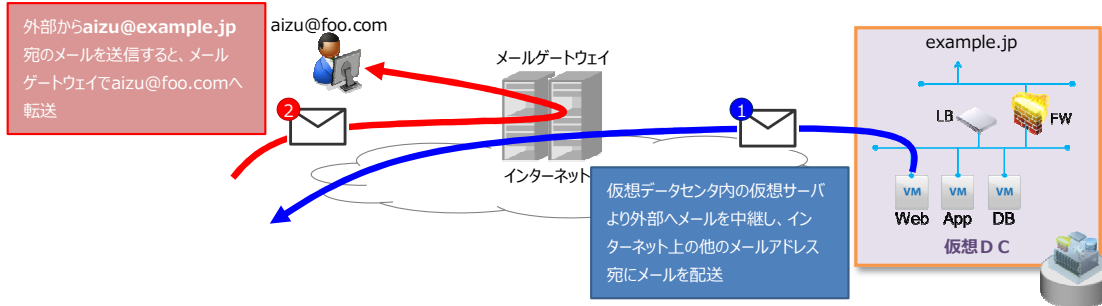 外部からaizu@example.jp
宛のメールを送信すると、メール
ゲートウェイでaizu@foo.comへ
転送
aizu@foo.com
メールゲートウェイ
2
1
インターネット
仮想データセンタ内の仮想サーバ
より外部へメールを中継し、イン
ターネット上の他のメールアドレス
宛にメールを配送
example.jp
LB
FW
VM
VM
VM
Web
App
DB
仮想DC